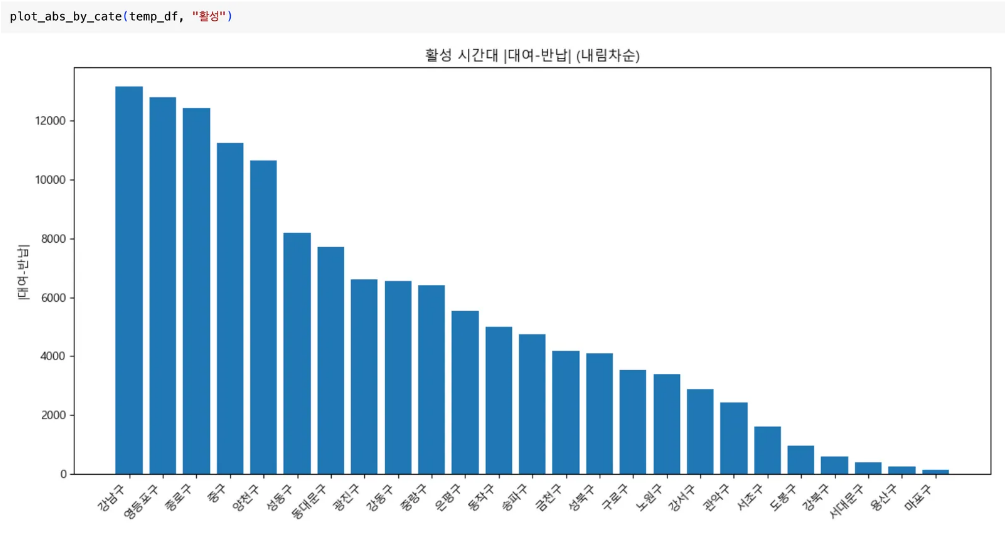 plot_abs_by_cate(temp_df, "활성")
활성 시간대 |대여-반납| (내림차순)
|대여-반납|
12000
10000
8000
6000
4000
2000
0
강남구
영등포구
종로구
중구
양천구
성동구
동대문구
광진구
강동구
중랑구
은평구
동작구
송파구
금천구
성북구
구로구
노원구
강서구
관악구
서초구
도봉구
강북구
서대문구
용산구
마포구